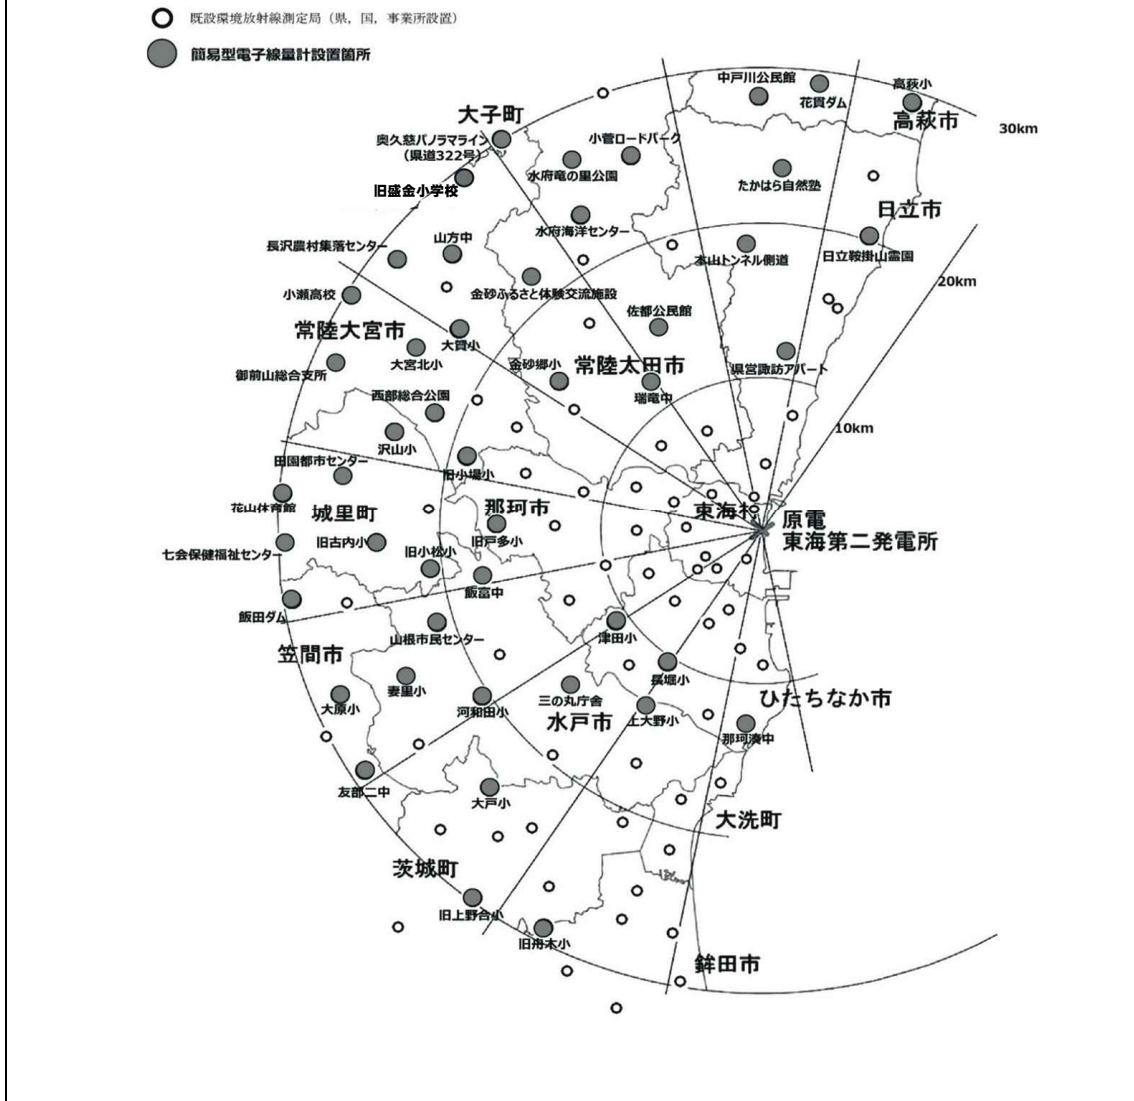 既設環境放射線測定局（県，国，事業所設置）
簡易型電子線量計設置箇所
中戸川公民館
花貫ダム
高萩小
高萩市
30km
大子町
奥久慈パノラマライン
（県道322号）
小菅ロードパーク
水府竜の里公園
たかはら自然塾
旧盛金小学校
日立市
水府海洋センター
長沢農村集落センター
山方中
本山トンネル側道
日立鞍掛山霊園
20km
小瀬高校
金砂ふるさと体験交流施設
佐都公民館
常陸大宮市
大賀小
大宮北小
御前山総合支所
金砂郷小
常陸太田市
県営諏訪アパート
瑞竜中
西部総合公園
沢山小
10km
田園都市センター
旧小場小
花山体育館
城里町
那珂市
東海村
原電
東海第二発電所
七会保健福祉センター
旧古内小
旧戸多小
旧小松小
飯富中
飯田ダム
山根市民センター
津田小
笠間市
妻里小
大原小
河和田小
三の丸庁舎
長堀小
ひたちなか市
水戸市
上大野小
那珂湊中
友部二中
大戸小
大洗町
茨城町
旧上野合小
旧舟木小
鉾田市